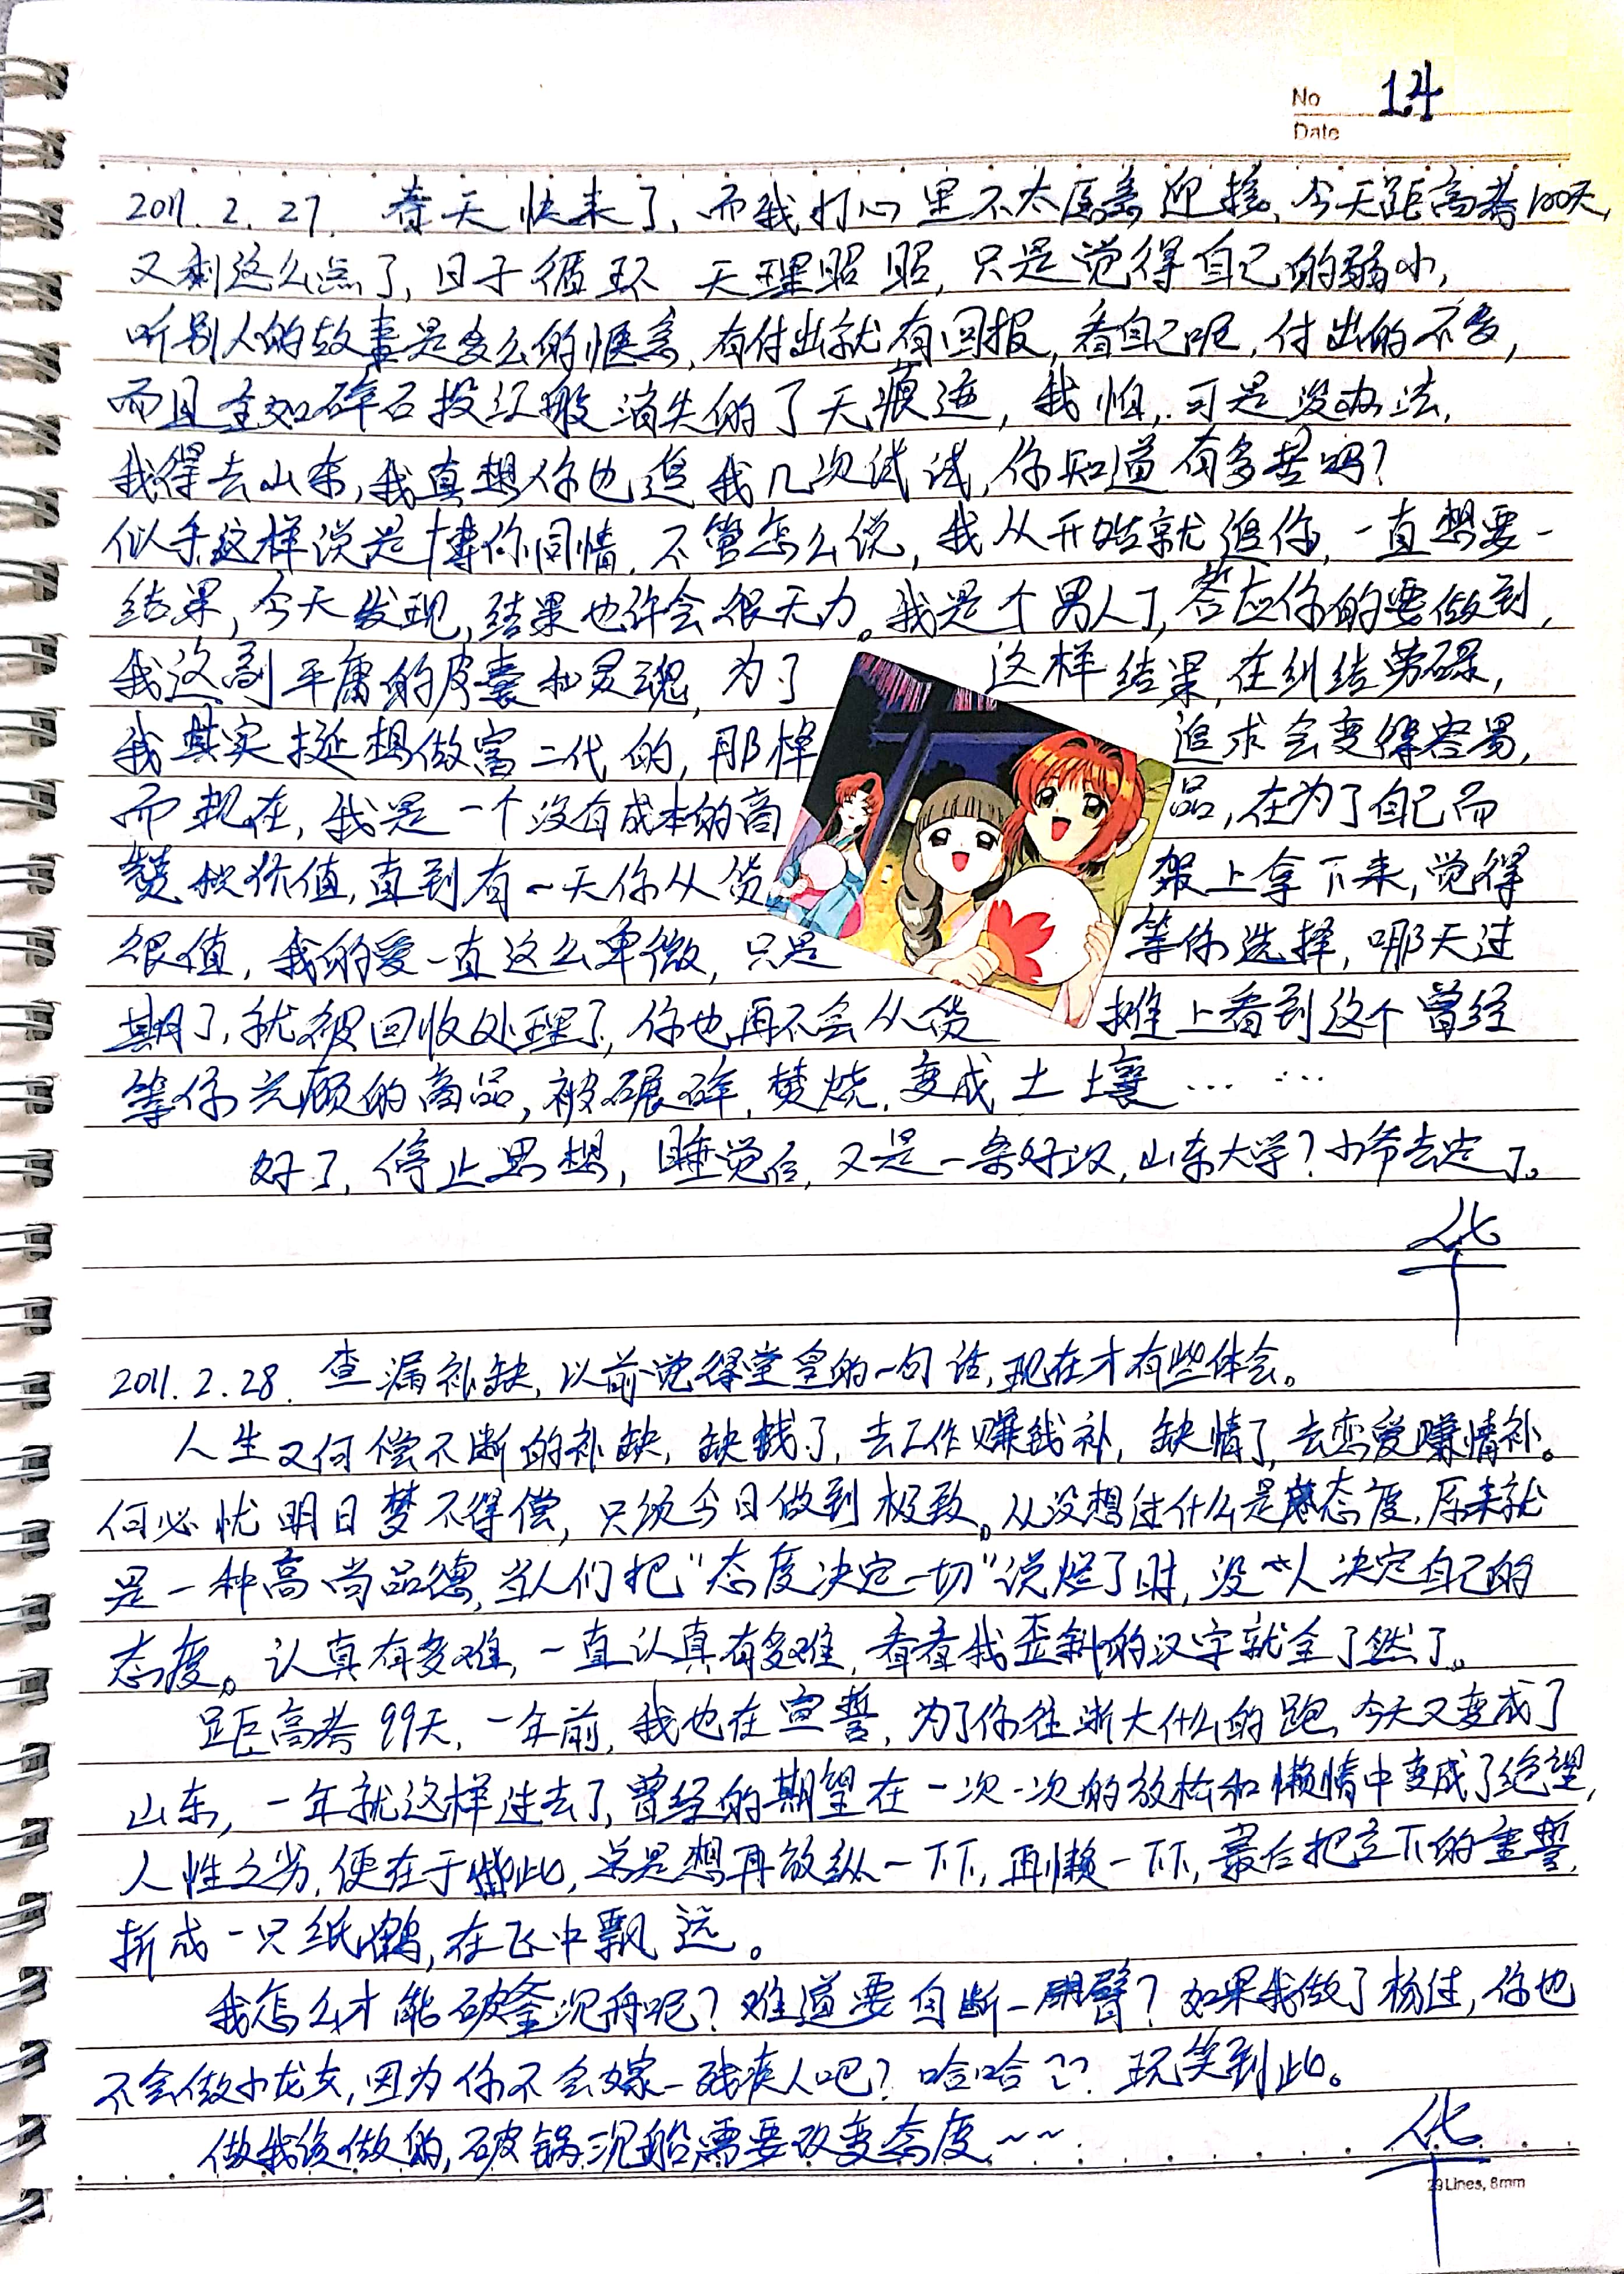 No 14
Date
2011.2.27. 春天快来了,而我打心里不太愿意迎接,今天距高考100天,
又剩这么点了,日子循环 天理昭昭,只是觉得自己的弱小,
听别人的故事是多么的惬意,有付出就有回报,看自己呢,付出的不多,
而且全如碎石投江般消失的了无痕迹,我怕,可是没办法,
我得去山东,我真想你也追我几次试试,你知道有多苦吗?
似乎这样说是博你同情,不管怎么说,我从开始就追你,一直想要一
结果,今天发现,结果也许会很无力。我是个男人了,答应你的要做到,
我这副平庸的皮囊和灵魂,为了这样结果,在纠结劳碌,
我其实挺想做富二代的,那样追求会变得容易,
而现在,我是一个没有成本的商品,在为了自己而
赞积价值,直到有一天你从货架上拿下来,觉得
很值,我的爱一直这么卑微,只是等你选择,哪天过
期了,就被回收处理了,你也再不会从货摊上看到这个曾经
等你光顾的商品,被碾碎,焚烧,变成土壤……
好了,停止思想,睡觉后,又是一条好汉,山东大学?小爷去定了。
华
2011.2.28. 查漏补缺,以前觉得堂皇的一句话,现在才有些体会。
人生又何偿不断的补缺,缺钱了,去工作赚钱补,缺情了,去恋爱赚情补。
何必忧明日梦不得偿,只须今日做到极致。从没想过什么是态度,原来就
是一种高尚品德,当人们把"态度决定一切"说烂了时,没个人决定自己的
态度。认真有多难,一直认真有多难,看看我歪斜的汉字就全了然了。
距高考99天,一年前,我也在宣誓,为了你往浙大什么的跑,今天又变成了
山东,一年就这样过去了,曾经的期望在一次一次的放松和懒惰中变成了绝望,
人性之劣,便在于此,总是想再放纵一下下,再懒一下下,最后把立下的重誓,
折成一只纸鹤,在飞中飘远。
我怎么才能破釜沉舟呢?难道要自断一臂?如果我做了杨过,你也
不会做小龙女,因为你不会嫁一残疾人吧?哈哈~~. 玩笑到此。
做我该做的,破锅沉船需要改变态度~~.
华
29Lines, 8mm